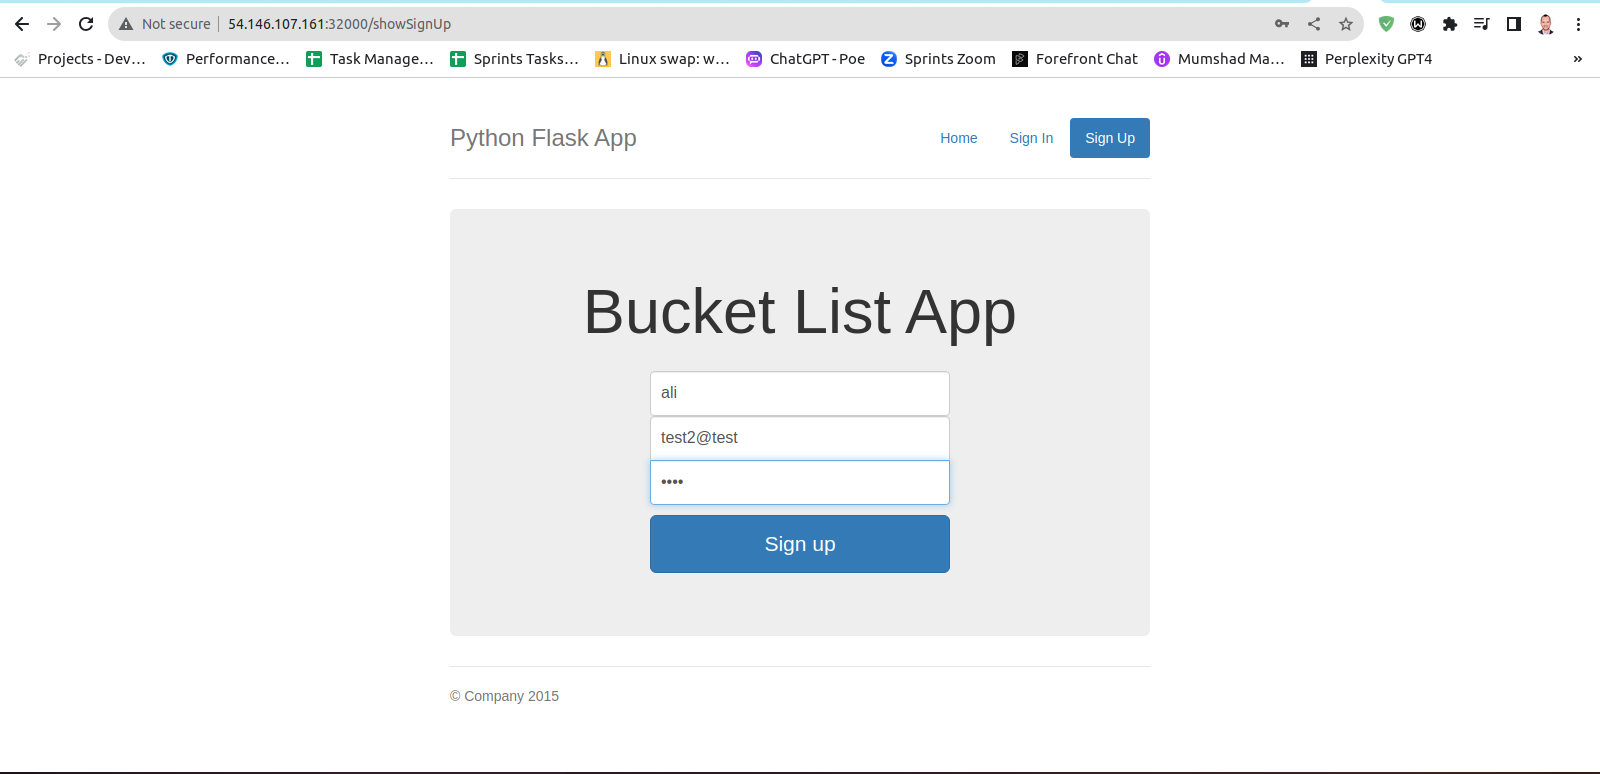 Not secure | 54.146.107.161:32000/showSignUp
Projects - Dev... Performance... Task Manage... Sprints Tasks... Linux swap: w... ChatGPT - Poe Sprints Zoom Forefront Chat Mumshad Ma... Perplexity GPT4 »
Python Flask App Home Sign In Sign Up
Bucket List App
ali
test2@test
••••
Sign up
© Company 2015